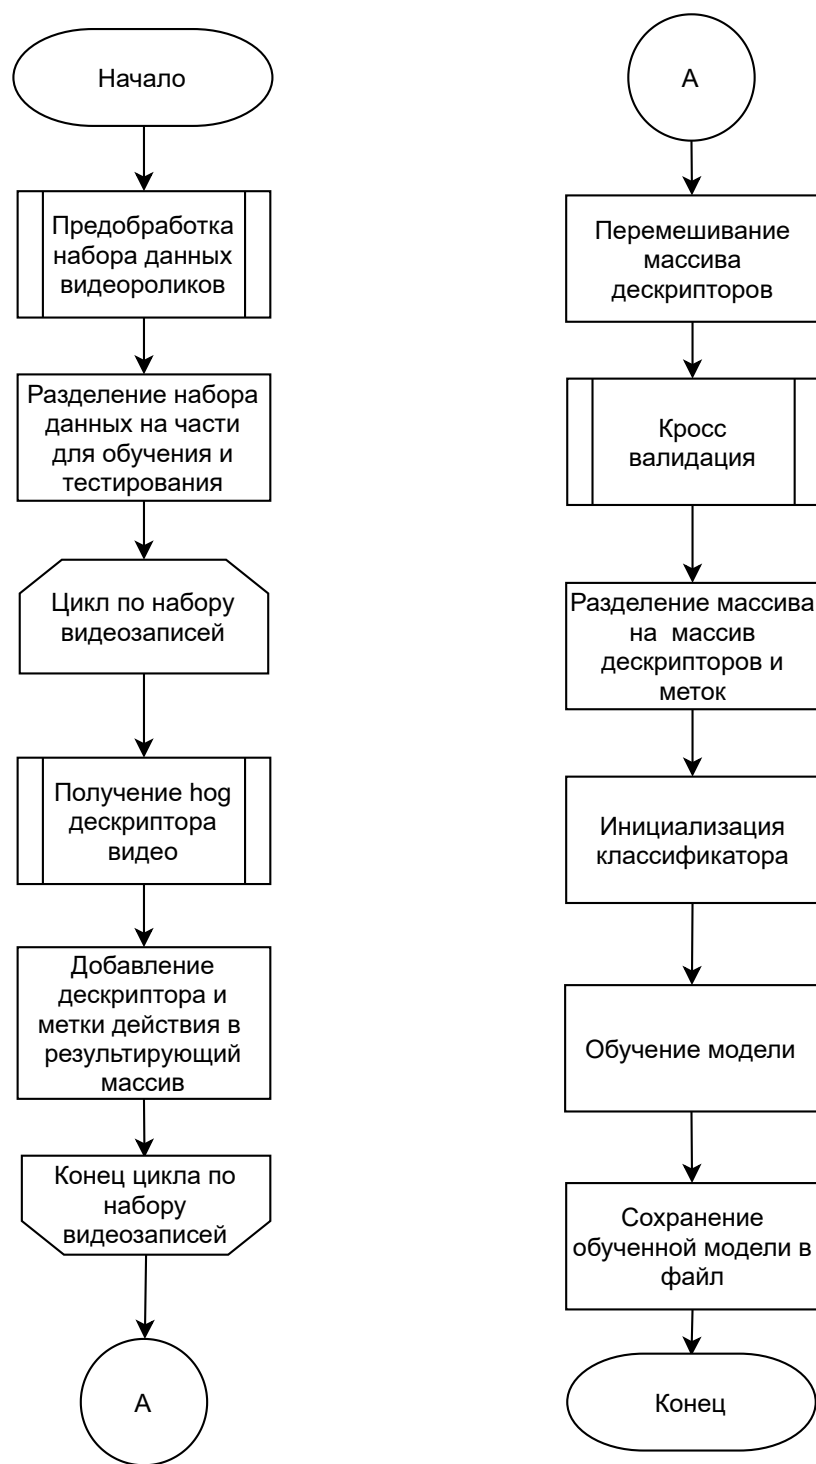 Начало
Предобработка
набора данных
видеороликов
Разделение набора
данных на части
для обучения и
тестирования
Цикл по набору
видеозаписей
Получение hog
дескриптора
видео
Добавление
дескриптора и
метки действия в
результирующий
массив
Конец цикла по
набору
видеозаписей
А
А
Перемешивание
массива
дескрипторов
Кросс
валидация
Разделение массива
на массив
дескрипторов и
меток
Инициализация
классификатора
Обучение модели
Сохранение
обученной модели в
файл
Конец